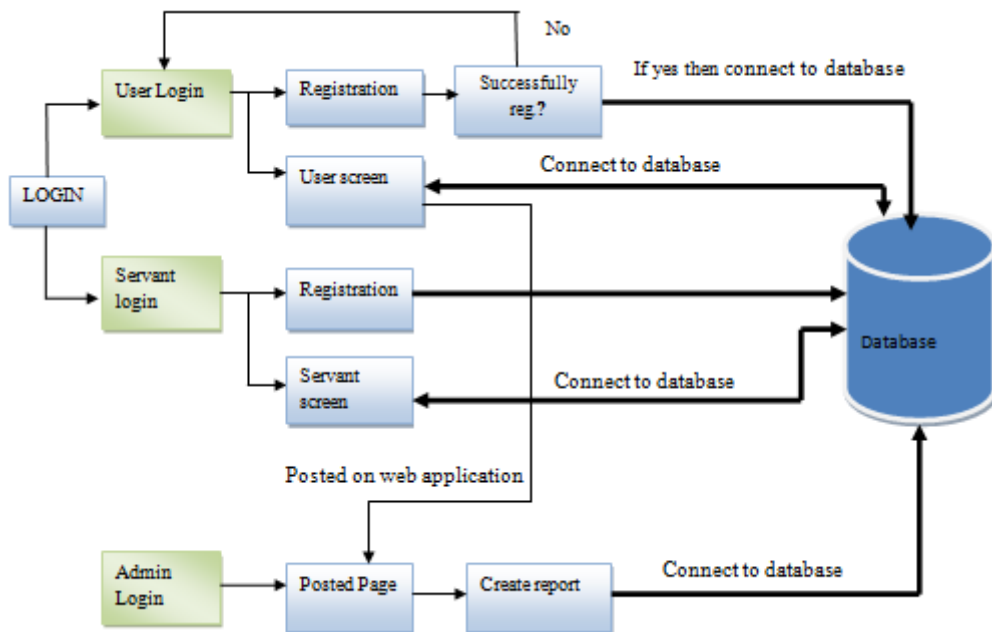 No
User Login
Registration
Successfully
reg.?
If yes then connect to database
User screen
Connect to database
LOGIN
Servant
login
Registration
Database
Servant
screen
Connect to database
Posted on web application
Admin
Login
Posted Page
Create report
Connect to database